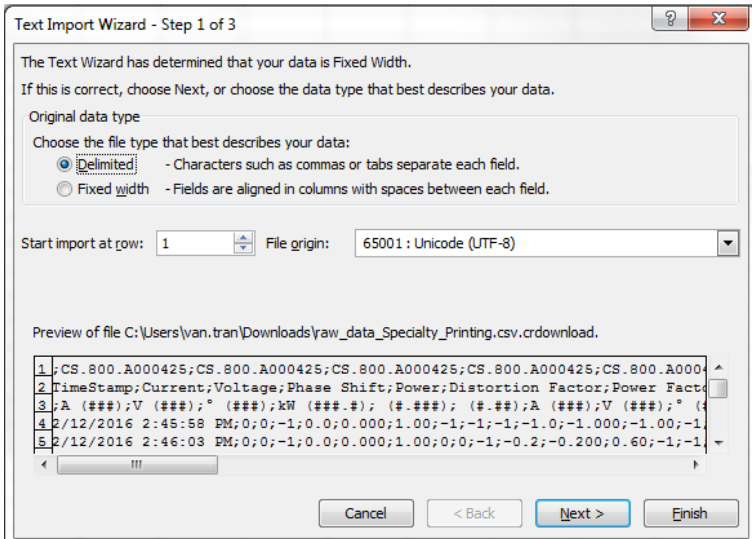 Text Import Wizard - Step 1 of 3
The Text Wizard has determined that your data is Fixed Width.
If this is correct, choose Next, or choose the data type that best describes your data.
Original data type
Choose the file type that best describes your data:
Delimited - Characters such as commas or tabs separate each field.
Fixed width - Fields are aligned in columns with spaces between each field.
Start import at row: 1 File origin: 65001 : Unicode (UTF-8)
Preview of file C:\Users\van.tran\Downloads\raw_data_Specialty_Printing.csv.crdownload.
1 ;CS.800.A000425;CS.800.A000425;CS.800.A000425;CS.800.A000425;CS.800.A000
2 TimeStamp;Current;Voltage;Phase Shift;Power;Distortion Factor;Power Fact
3 ;A (###);V (###);° (###);kW (###.#); (#.###); (#.##);A (###);V (###);° (
4 2/12/2016 2:45:58 PM;0;0;-1;0.0;0.000;1.00;-1;-1;-1;-1.0;-1.000;-1.00;-1
5 2/12/2016 2:46:03 PM;0;0;-1;0.0;0.000;1.00;0;0;-1;-0.2;-0.200;0.60;-1;-1
Cancel < Back Next > Finish